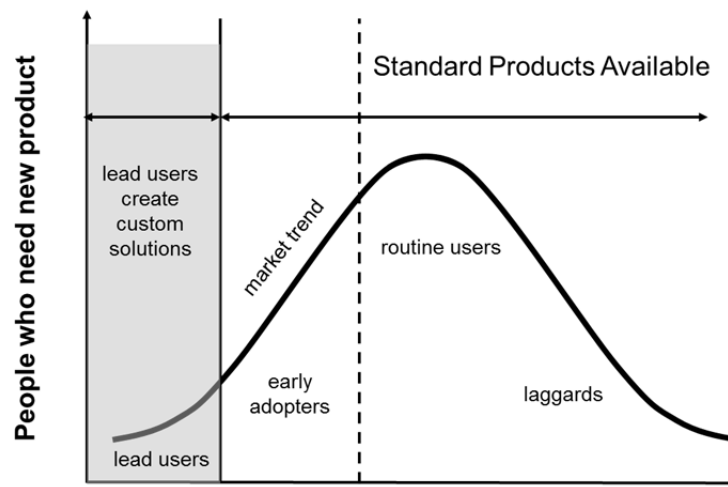 People who need new product
Standard Products Available
lead users
create
custom
solutions
market trend
routine users
early
adopters
laggards
lead users